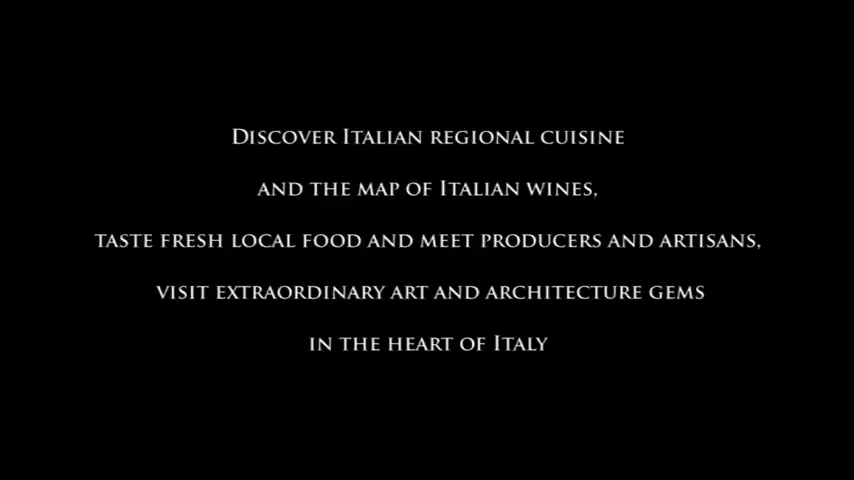 Discover Italian regional cuisine
and the map of Italian wines,
taste fresh local food and meet producers and artisans,
visit extraordinary art and architecture gems
in the heart of Italy